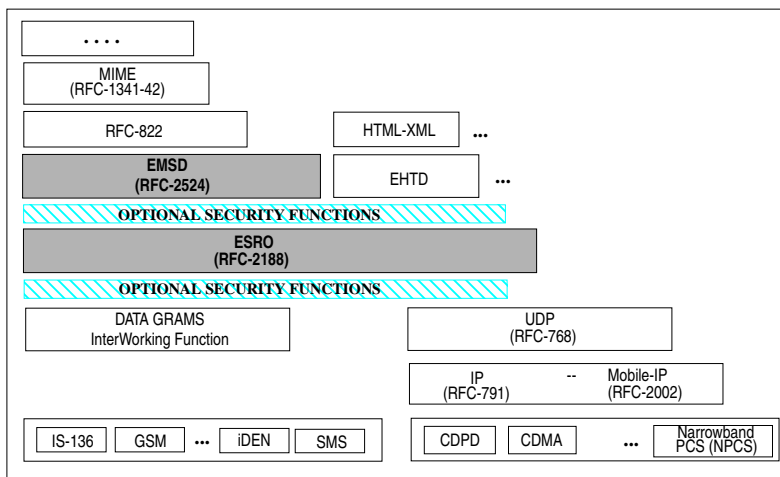 . . . .
MIME
(RFC-1341-42)
RFC-822
HTML-XML
...
EMSD
(RFC-2524)
EHTD
...
OPTIONAL SECURITY FUNCTIONS
ESRO
(RFC-2188)
OPTIONAL SECURITY FUNCTIONS
DATA GRAMS
InterWorking Function
UDP
(RFC-768)
IP -- Mobile-IP
(RFC-791) (RFC-2002)
IS-136 GSM ... iDEN SMS
CDPD CDMA ... Narrowband
PCS (NPCS)